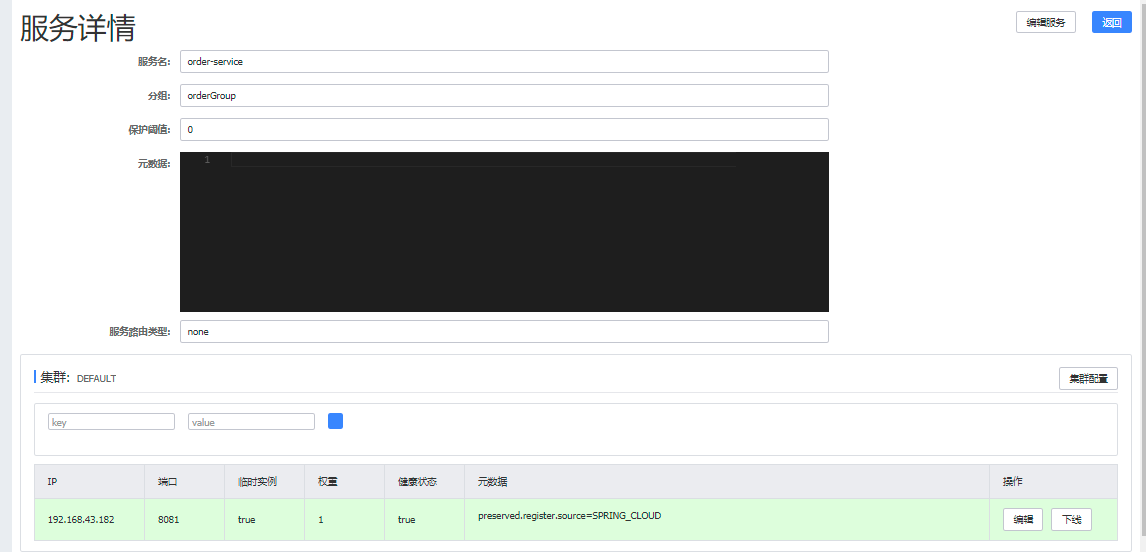 服务详情
编辑服务 返回
服务名: order-service
分组: orderGroup
保护阈值: 0
元数据: 1
服务路由类型: none
集群: DEFAULT 集群配置
key value
IP 端口 临时实例 权重 健康状态 元数据 操作
192.168.43.182 8081 true 1 true preserved.register.source=SPRING_CLOUD 编辑 下线